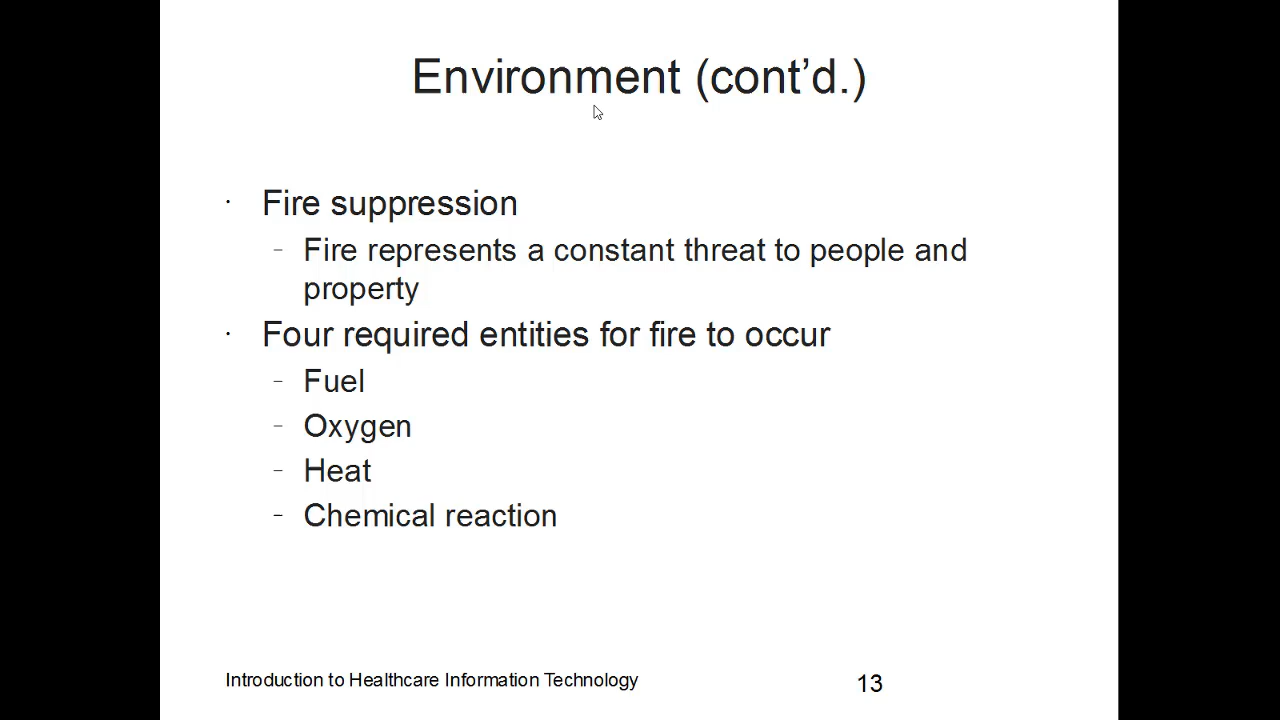 Environment (cont’d.)
· Fire suppression
– Fire represents a constant threat to people and
property
· Four required entities for fire to occur
– Fuel
– Oxygen
– Heat
– Chemical reaction
Introduction to Healthcare Information Technology
13